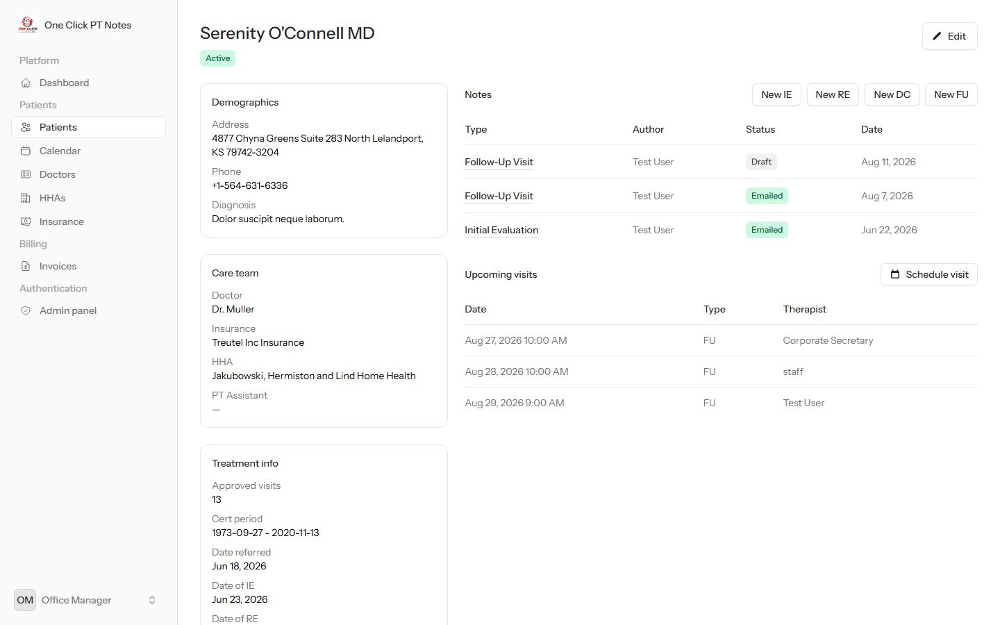 One Click PT Notes
Platform
Dashboard
Patients
Patients
Calendar
Doctors
HHAs
Insurance
Billing
Invoices
Authentication
Admin panel
OM Office Manager
Serenity O'Connell MD
Active
Edit
Demographics
Address
4877 Chyna Greens Suite 283 North Lelandport,
KS 79742-3204
Phone
+1-564-631-6336
Diagnosis
Dolor suscipit neque laborum.
Care team
Doctor
Dr. Muller
Insurance
Treutel Inc Insurance
HHA
Jakubowski, Hermiston and Lind Home Health
PT Assistant
—
Treatment info
Approved visits
13
Cert period
1973-09-27 - 2020-11-13
Date referred
Jun 18, 2026
Date of IE
Jun 23, 2026
Date of RE
Notes New IE New RE New DC New FU
Type Author Status Date
Follow-Up Visit Test User Draft Aug 11, 2026
Follow-Up Visit Test User Emailed Aug 7, 2026
Initial Evaluation Test User Emailed Jun 22, 2026
Upcoming visits Schedule visit
Date Type Therapist
Aug 27, 2026 10:00 AM FU Corporate Secretary
Aug 28, 2026 10:00 AM FU staff
Aug 29, 2026 9:00 AM FU Test User